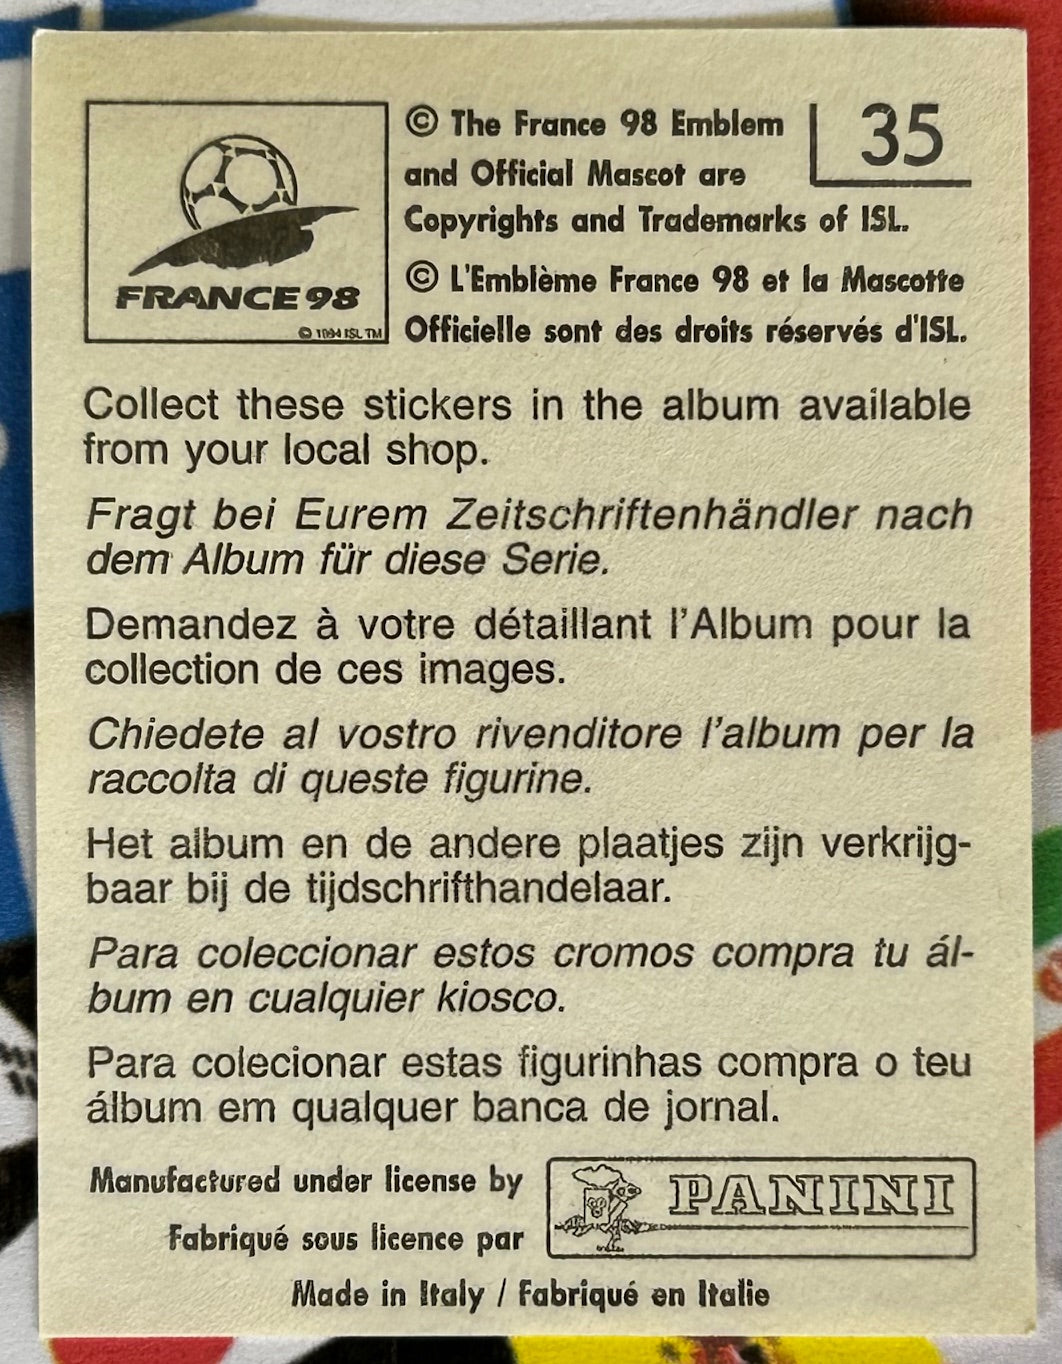 © The France 98 Emblem
and Official Mascot are
Copyrights and Trademarks of ISL.
35
© L'Emblème France 98 et la Mascotte
Officielle sont des droits réservés d'ISL.
FRANCE 98
© 1994 ISL TM
Collect these stickers in the album available
from your local shop.
Fragt bei Eurem Zeitschriftenhändler nach
dem Album für diese Serie.
Demandez à votre détaillant l'Album pour la
collection de ces images.
Chiedete al vostro rivenditore l'album per la
raccolta di queste figurine.
Het album en de andere plaatjes zijn verkrijg-
baar bij de tijdschrifthandelaar.
Para coleccionar estos cromos compra tu ál-
bum en cualquier kiosco.
Para colecionar estas figurinhas compra o teu
álbum em qualquer banca de jornal.
Manufactured under license by
Fabriqué sous licence par
PANINI
Made in Italy / Fabriqué en Italie